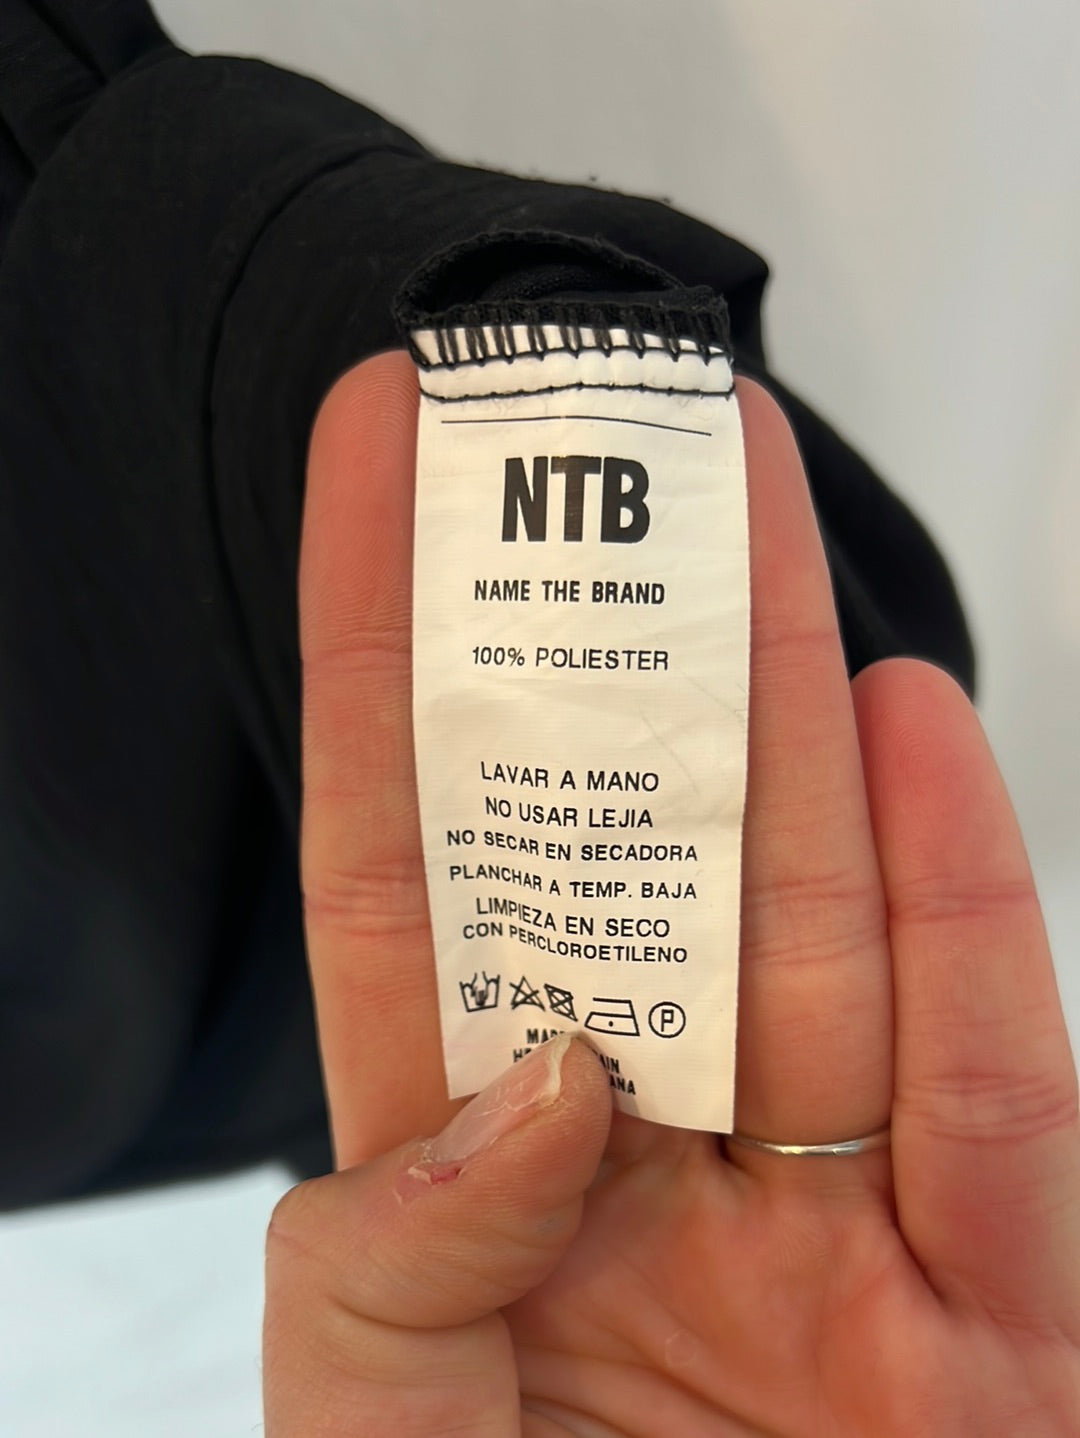 NTB
NAME THE BRAND
100% POLIESTER
LAVAR A MANO
NO USAR LEJIA
NO SECAR EN SECADORA
PLANCHAR A TEMP. BAJA
LIMPIEZA EN SECO
CON PERCLOROETILENO
P